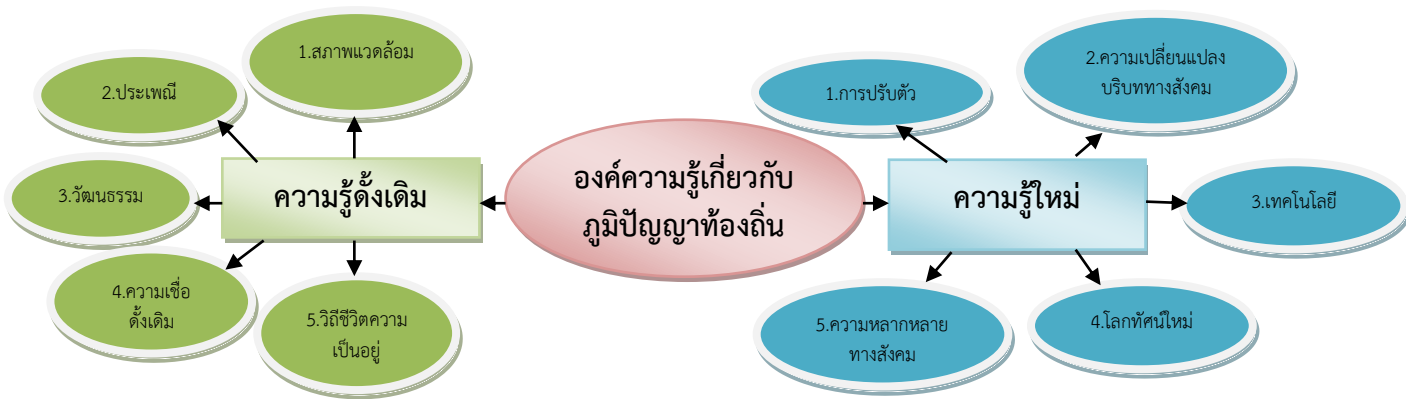 องค์ความรู้เกี่ยวกับ
ภูมิปัญญาท้องถิ่น
ความรู้ดั้งเดิม
1.สภาพแวดล้อม
2.ประเพณี
3.วัฒนธรรม
4.ความเชื่อ
ดั้งเดิม
5.วิถีชีวิตความ
เป็นอยู่
ความรู้ใหม่
1.การปรับตัว
2.ความเปลี่ยนแปลง
บริบททางสังคม
3.เทคโนโลยี
4.โลกทัศน์ใหม่
5.ความหลากหลาย
ทางสังคม